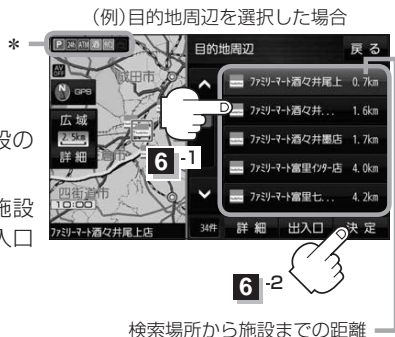 (例)目的地周辺を選択した場合
*
P 24h ATM 酒
目的地周辺 戻る
AV OFF
成田市
GPS
広域
2.5km
詳細
四街道市
10:00
ファミリーマート酒々井尾上店
ファミリーマート酒々井尾上 0.7km
ファミリーマート酒々井... 1.6km
ファミリーマート酒々井墨店 1.7km
ファミリーマート富里インター店 4.0km
ファミリーマート富里七... 4.2km
34件 詳細 出入口 決定
6-1
6-2
設の
施設
入口
検索場所から施設までの距離